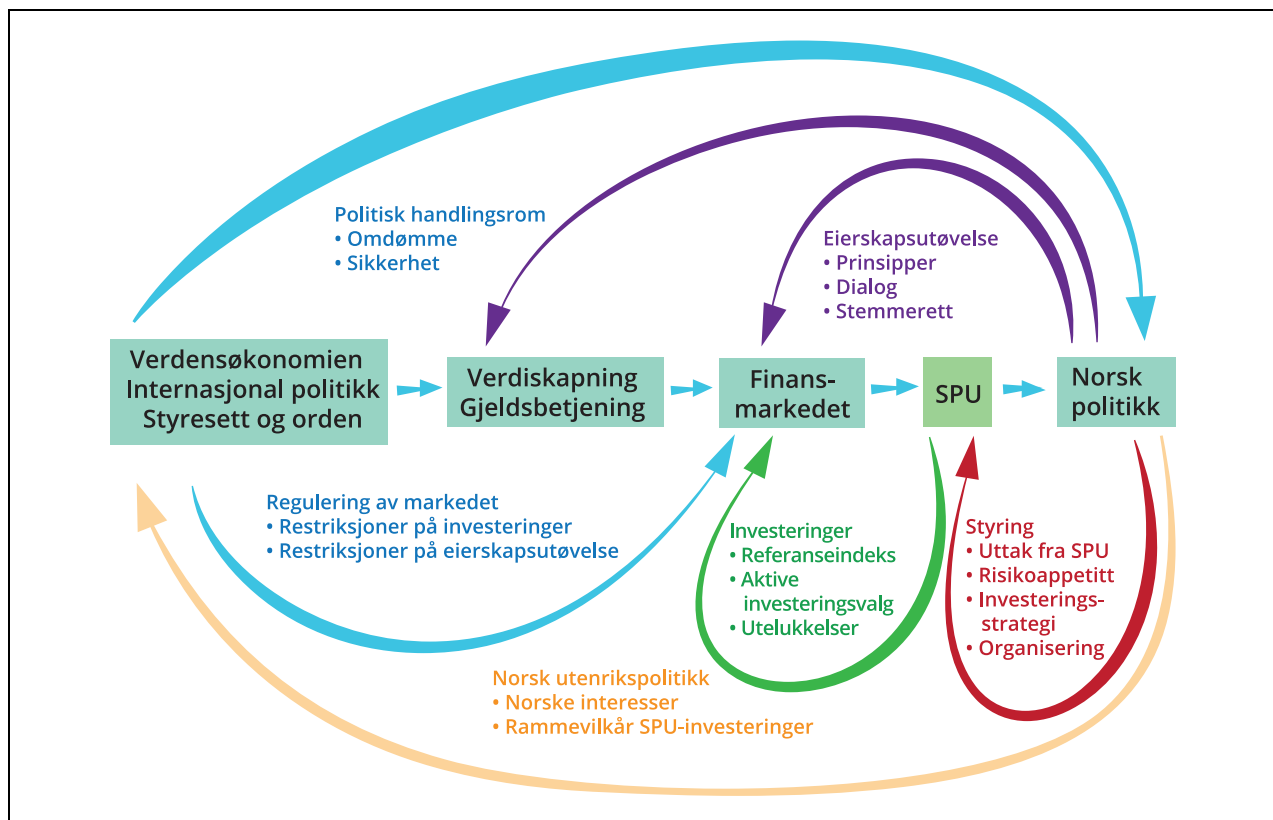 Politisk handlingsrom
• Omdømme
• Sikkerhet
Eierskapsutøvelse
• Prinsipper
• Dialog
• Stemmerett
Verdensøkonomien
Internasjonal politikk
Styresett og orden
Verdiskapning
Gjeldsbetjening
Finans-
markedet
SPU
Norsk
politikk
Regulering av markedet
• Restriksjoner på investeringer
• Restriksjoner på eierskapsutøvelse
Investeringer
• Referanseindeks
• Aktive
investeringsvalg
• Utelukkelser
Styring
• Uttak fra SPU
• Risikoappetitt
• Investerings-
strategi
• Organisering
Norsk utenrikspolitikk
• Norske interesser
• Rammevilkår SPU-investeringer